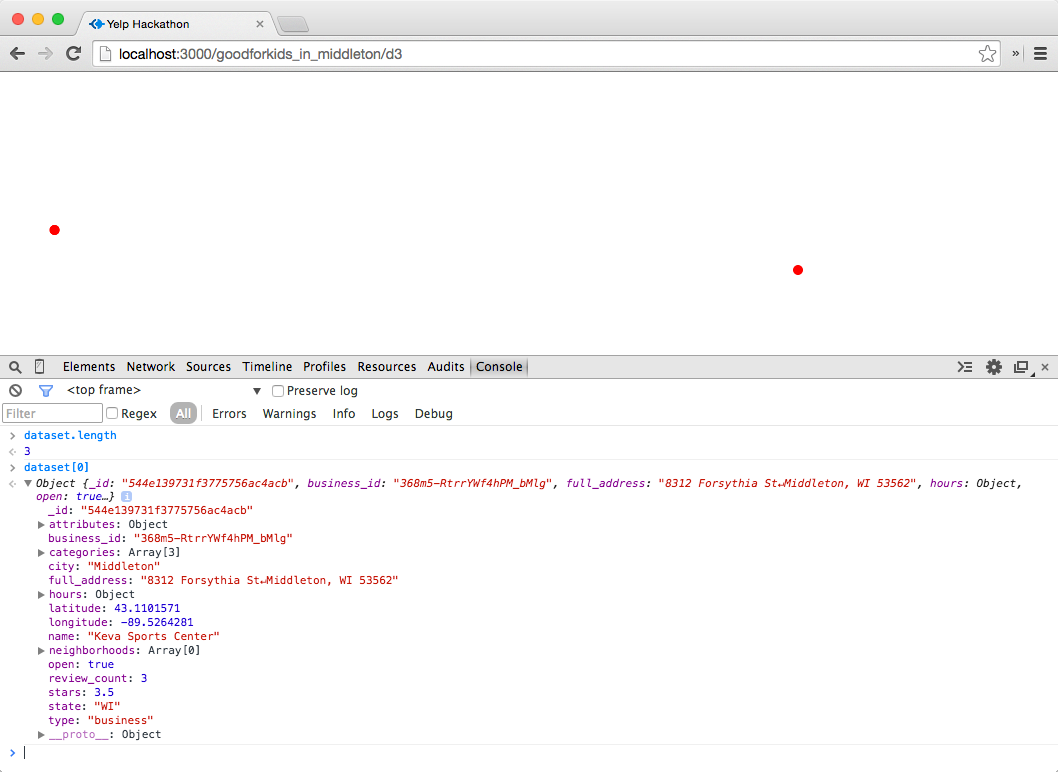 Yelp Hackathon
localhost:3000/goodforkids_in_middleton/d3
Elements Network Sources Timeline Profiles Resources Audits Console
<top frame> Preserve log
Filter Regex All Errors Warnings Info Logs Debug
dataset.length
3
dataset[0]
Object {_id: "544e139731f3775756ac4acb", business_id: "368m5-RtrrYWf4hPM_bMlg", full_address: "8312 Forsythia St↵Middleton, WI 53562", hours: Object,
open: true…}
_id: "544e139731f3775756ac4acb"
attributes: Object
business_id: "368m5-RtrrYWf4hPM_bMlg"
categories: Array[3]
city: "Middleton"
full_address: "8312 Forsythia St↵Middleton, WI 53562"
hours: Object
latitude: 43.1101571
longitude: -89.5264281
name: "Keva Sports Center"
neighborhoods: Array[0]
open: true
review_count: 3
stars: 3.5
state: "WI"
type: "business"
__proto__: Object